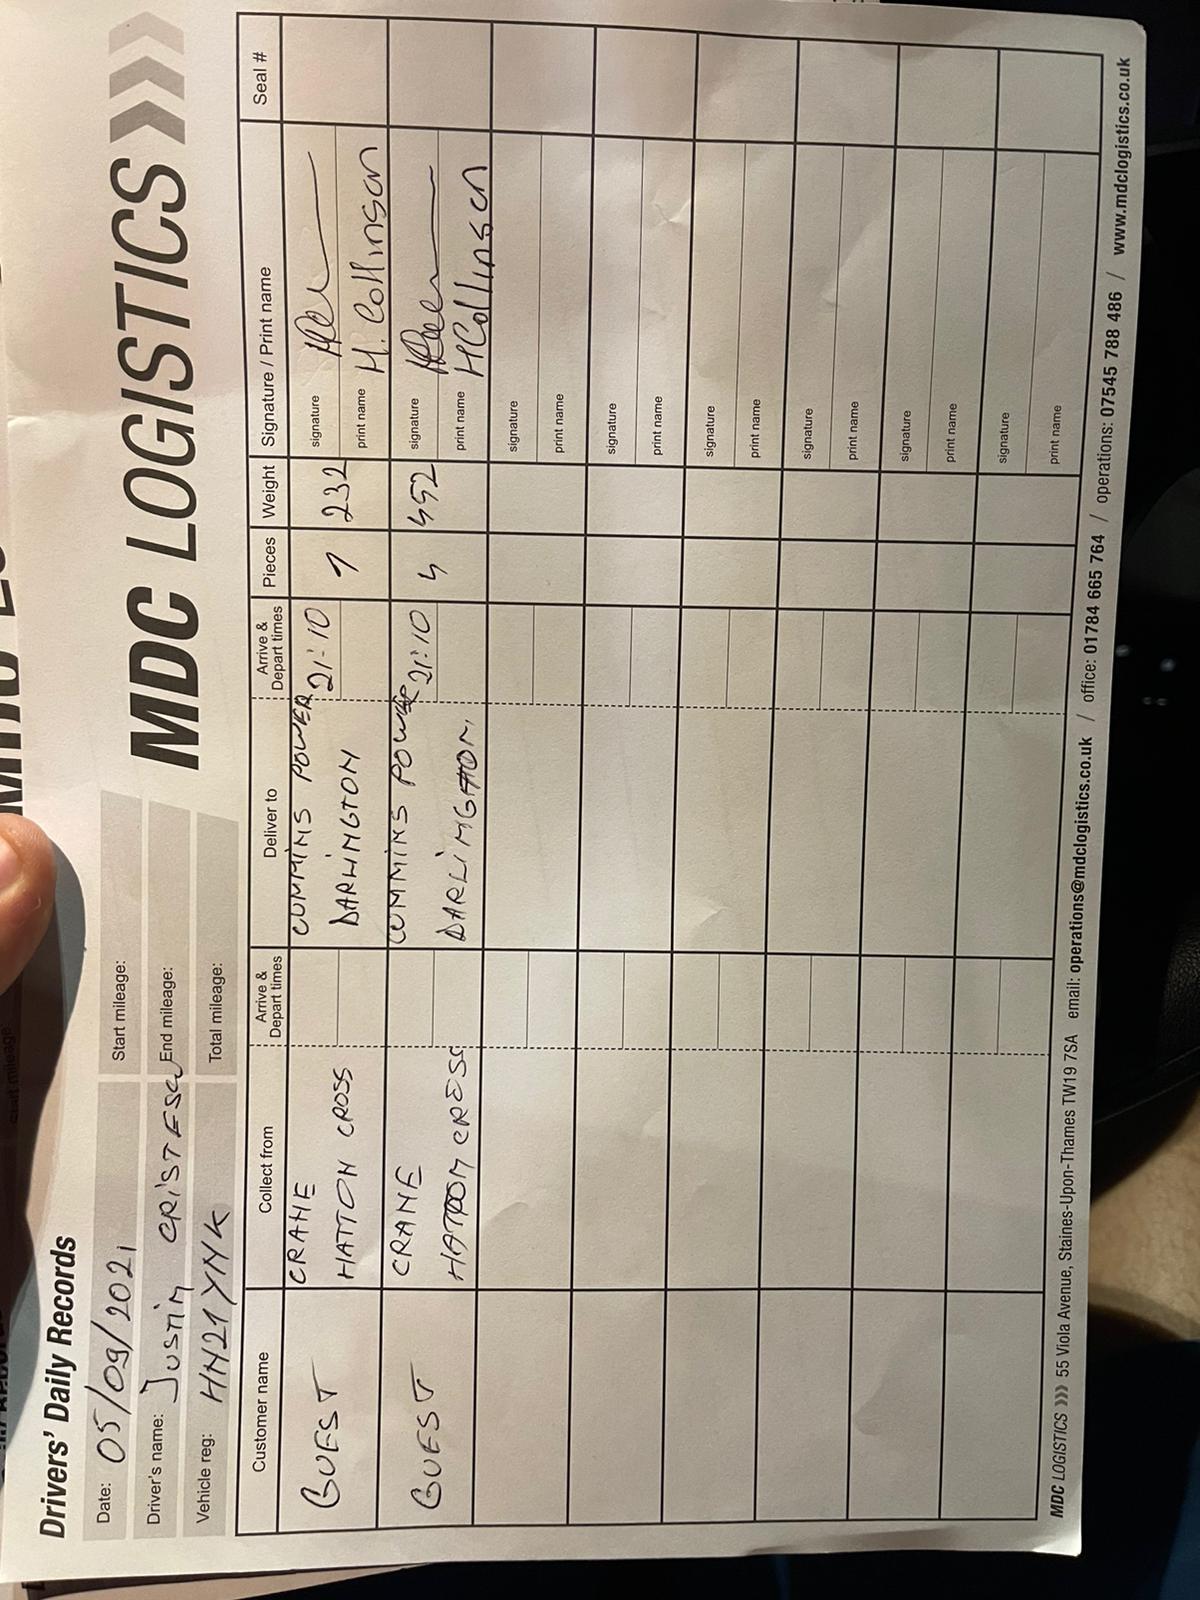 Drivers' Daily Records
MDC LOGISTICS
Date: 05/09/2021
Start mileage:
Driver's name: JUSTIN CRISTESCU
End mileage:
Vehicle reg: HN21YNK
Total mileage:
Customer name Collect from Arrive & Depart times Deliver to Arrive & Depart times Pieces Weight Signature / Print name Seal #
GUEST CRANE CUMMINS POWER 21:10 1 232 signature
HATTON CROSS DARLINGTON print name H. Collinson
GUEST CRANE CUMMINS POWER 21:10 4 452 signature
HATTON CROSS DARLINGTON print name H Collinson
signature
print name
signature
print name
signature
print name
signature
print name
signature
print name
signature
print name
MDC LOGISTICS 55 Viola Avenue, Staines-Upon-Thames TW19 7SA email: operations@mdclogistics.co.uk / office: 01784 665 764 / operations: 07545 788 486 / www.mdclogistics.co.uk